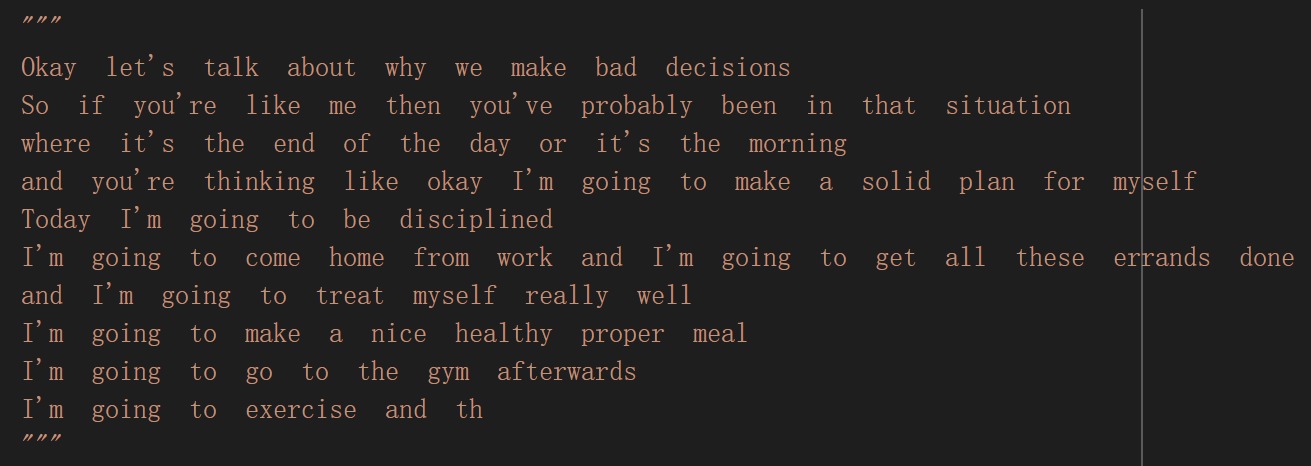 """
Okay let's talk about why we make bad decisions
So if you're like me then you've probably been in that situation
where it's the end of the day or it's the morning
and you're thinking like okay I'm going to make a solid plan for myself
Today I'm going to be disciplined
I'm going to come home from work and I'm going to get all these errands done
and I'm going to treat myself really well
I'm going to make a nice healthy proper meal
I'm going to go to the gym afterwards
I'm going to exercise and th
"""